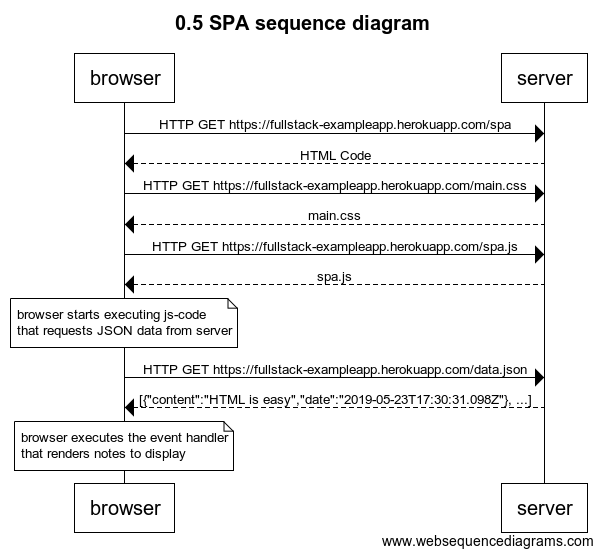 0.5 SPA sequence diagram
browser
server
HTTP GET https://fullstack-exampleapp.herokuapp.com/spa
HTML Code
HTTP GET https://fullstack-exampleapp.herokuapp.com/main.css
main.css
HTTP GET https://fullstack-exampleapp.herokuapp.com/spa.js
spa.js
browser starts executing js-code
that requests JSON data from server
HTTP GET https://fullstack-exampleapp.herokuapp.com/data.json
[{"content":"HTML is easy","date":"2019-05-23T17:30:31.098Z"}, ...]
browser executes the event handler
that renders notes to display
browser
server
www.websequencediagrams.com